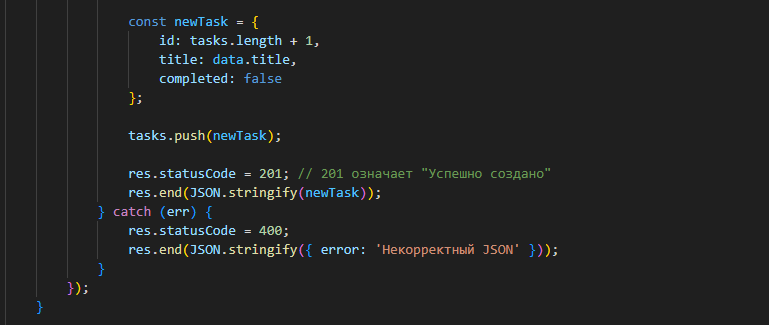 const newTask = {
id: tasks.length + 1,
title: data.title,
completed: false
};
tasks.push(newTask);
res.statusCode = 201; // 201 означает "Успешно создано"
res.end(JSON.stringify(newTask));
} catch (err) {
res.statusCode = 400;
res.end(JSON.stringify({ error: 'Некорректный JSON' }));
}
});
}